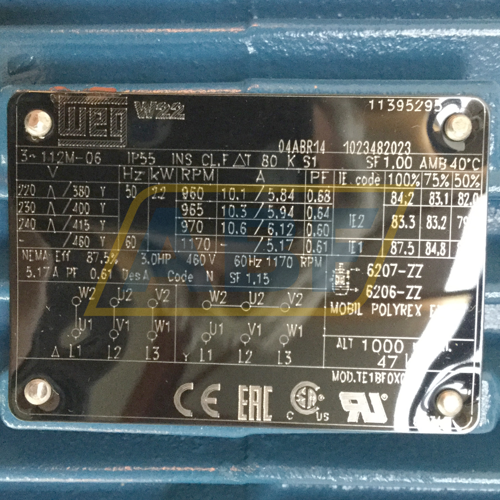 WEG W22 11395295
04ABR14 1023482023
3~ 112M-06 IP55 INS CL.F ΔT 80 K S1 SF 1.00 AMB 40°C
V Hz kW RPM A PF I.E. code 100% 75% 50%
220 Δ / 380 Y 50 2.2 960 10.1 / 5.84 0.68 84.2 83.1 82.0
230 Δ / 400 Y 965 10.3 / 5.94 0.64 IE2 83.3 83.2
240 Δ / 415 Y 970 10.6 / 6.12 0.60
- / 460 Y 60 1170 - / 5.17 0.61 IE1 87.5 84.8
NEMA Eff 87.5% 3.0HP 460V 60Hz 1170 RPM
5.17A PF 0.61 Des A Code N SF 1.15
6207-ZZ
6206-ZZ
MOBIL POLYREX
W2 U2 V2 W2 U2 V2
U1 V1 W1 U1 V1 W1
Δ L1 L2 L3 Y L1 L2 L3
ALT 1000
47
MOD.TE1BF0X0
CE EAC C US